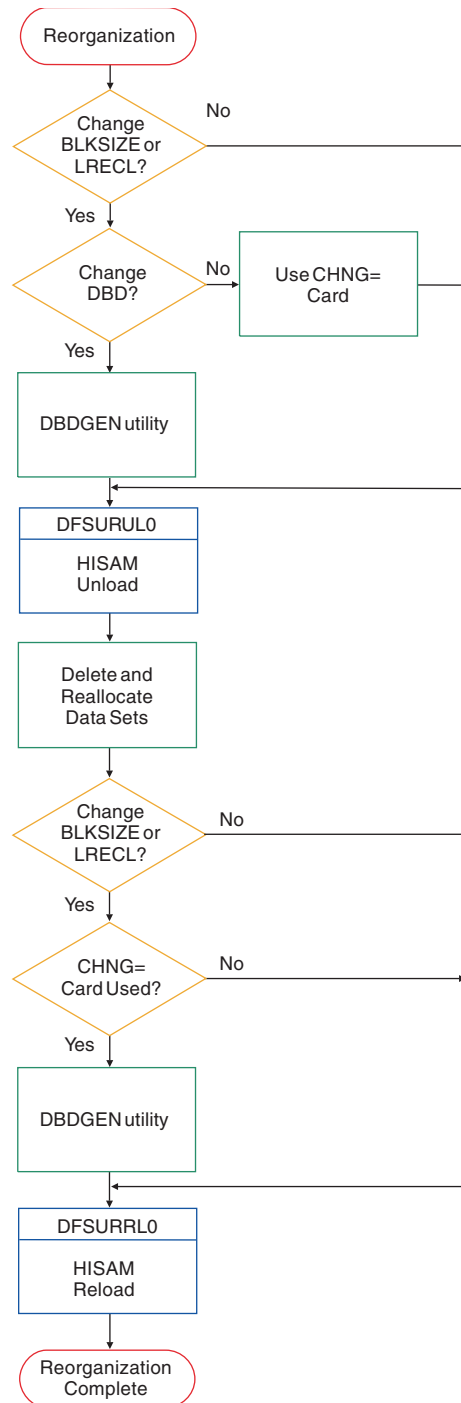 Reorganization
Change
BLKSIZE or
LRECL?
No
Yes
Change
DBD?
No
Use CHNG=
Card
Yes
DBDGEN utility
DFSURUL0
HISAM
Unload
Delete and
Reallocate
Data Sets
Change
BLKSIZE or
LRECL?
No
Yes
CHNG=
Card Used?
No
Yes
DBDGEN utility
DFSURRL0
HISAM
Reload
Reorganization
Complete